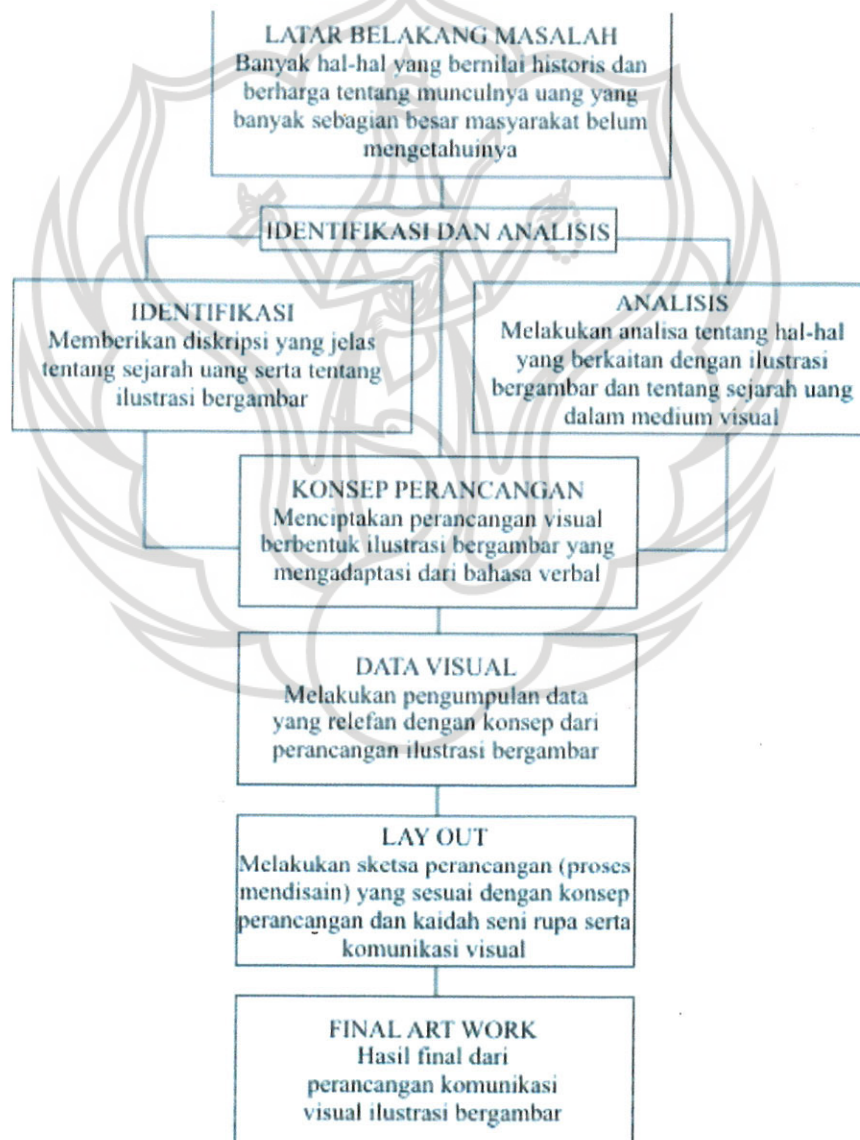 LATAR BELAKANG MASALAH
Banyak hal-hal yang bernilai historis dan
berharga tentang munculnya uang yang
banyak sebagian besar masyarakat belum
mengetahuinya
IDENTIFIKASI DAN ANALISIS
IDENTIFIKASI
Memberikan diskripsi yang jelas
tentang sejarah uang serta tentang
ilustrasi bergambar
ANALISIS
Melakukan analisa tentang hal-hal
yang berkaitan dengan ilustrasi
bergambar dan tentang sejarah uang
dalam medium visual
KONSEP PERANCANGAN
Menciptakan perancangan visual
berbentuk ilustrasi bergambar yang
mengadaptasi dari bahasa verbal
DATA VISUAL
Melakukan pengumpulan data
yang relefan dengan konsep dari
perancangan ilustrasi bergambar
LAY OUT
Melakukan sketsa perancangan (proses
mendisain) yang sesuai dengan konsep
perancangan dan kaidah seni rupa serta
komunikasi visual
FINAL ART WORK
Hasil final dari
perancangan komunikasi
visual ilustrasi bergambar